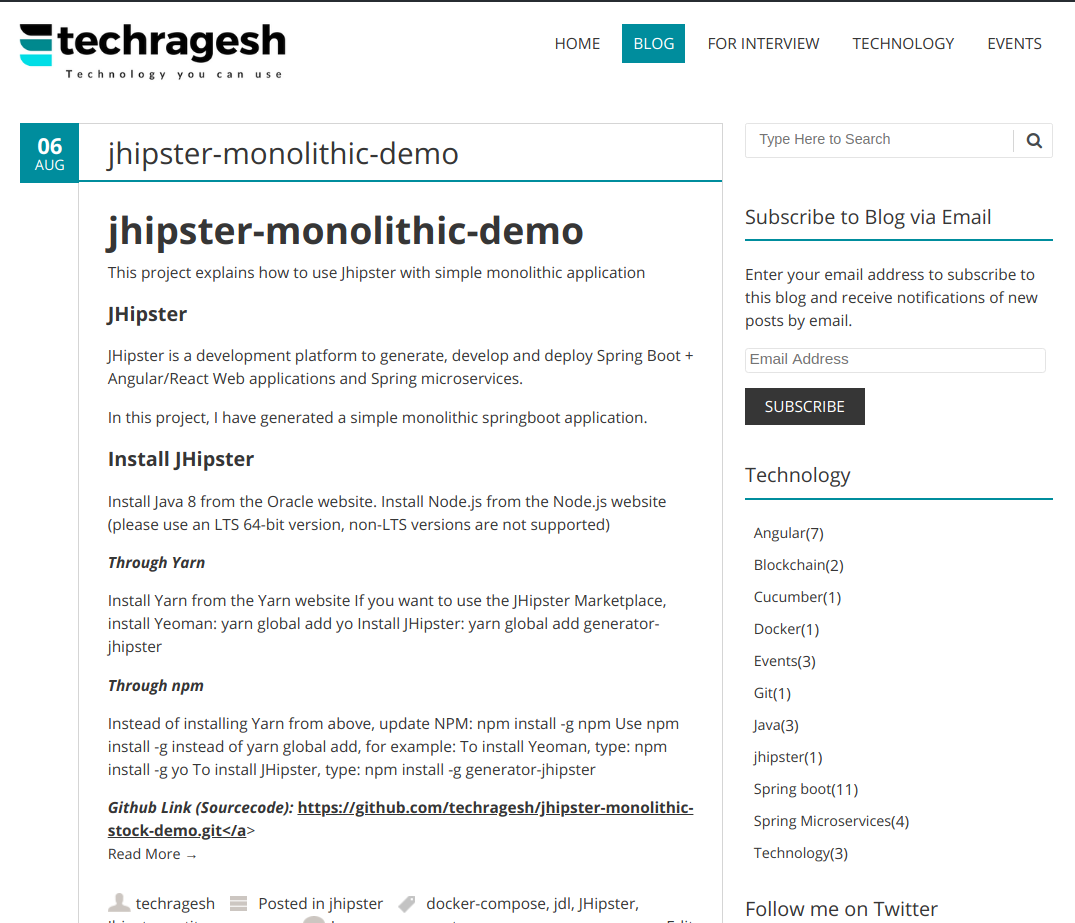 techragesh
Technology you can use
HOME BLOG FOR INTERVIEW TECHNOLOGY EVENTS
06
AUG
jhipster-monolithic-demo
jhipster-monolithic-demo
This project explains how to use Jhipster with simple monolithic application
JHipster
JHipster is a development platform to generate, develop and deploy Spring Boot +
Angular/React Web applications and Spring microservices.
In this project, I have generated a simple monolithic springboot application.
Install JHipster
Install Java 8 from the Oracle website. Install Node.js from the Node.js website
(please use an LTS 64-bit version, non-LTS versions are not supported)
Through Yarn
Install Yarn from the Yarn website If you want to use the JHipster Marketplace,
install Yeoman: yarn global add yo Install JHipster: yarn global add generator-
jhipster
Through npm
Instead of installing Yarn from above, update NPM: npm install -g npm Use npm
install -g instead of yarn global add, for example: To install Yeoman, type: npm
install -g yo To install JHipster, type: npm install -g generator-jhipster
Github Link (Sourcecode): https://github.com/techragesh/jhipster-monolithic-
stock-demo.git</a>
Read More →
techragesh Posted in jhipster docker-compose, jdl, JHipster,
Type Here to Search
Subscribe to Blog via Email
Enter your email address to subscribe to
this blog and receive notifications of new
posts by email.
Email Address
SUBSCRIBE
Technology
Angular(7)
Blockchain(2)
Cucumber(1)
Docker(1)
Events(3)
Git(1)
Java(3)
jhipster(1)
Spring boot(11)
Spring Microservices(4)
Technology(3)
Follow me on Twitter